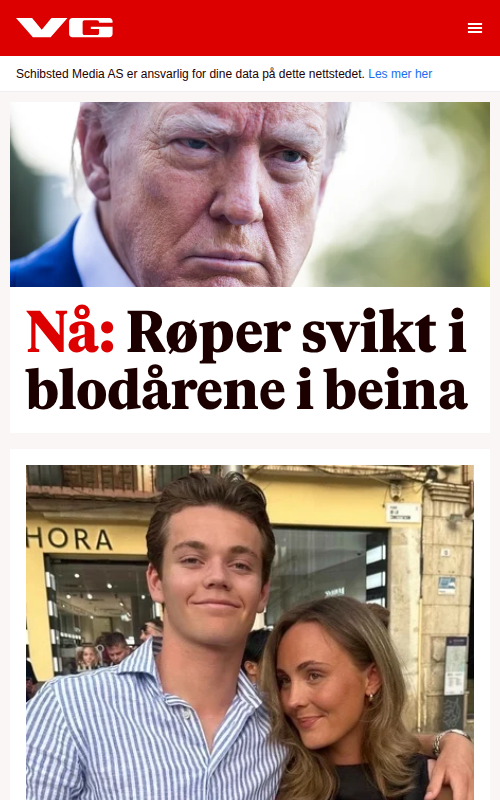 VG
Schibsted Media AS er ansvarlig for dine data på dette nettstedet. Les mer her
Nå: Røper svikt i
blodårene i beina
HORA